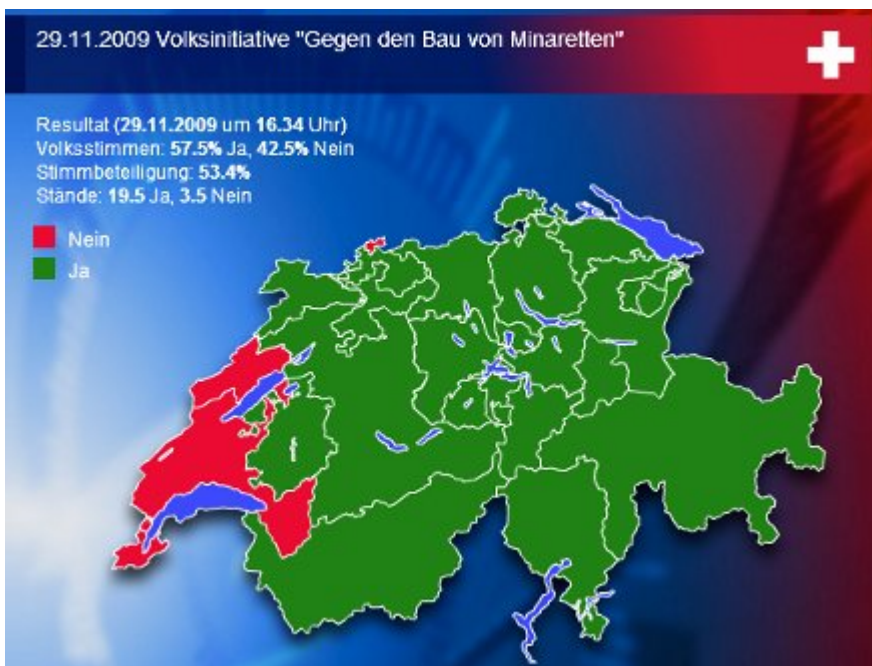 29.11.2009 Volksinitiative "Gegen den Bau von Minaretten"
Resultat (29.11.2009 um 16.34 Uhr)
Volksstimmen: 57.5% Ja, 42.5% Nein
Stimmbeteiligung: 53.4%
Stände: 19.5 Ja, 3.5 Nein
Nein
Ja